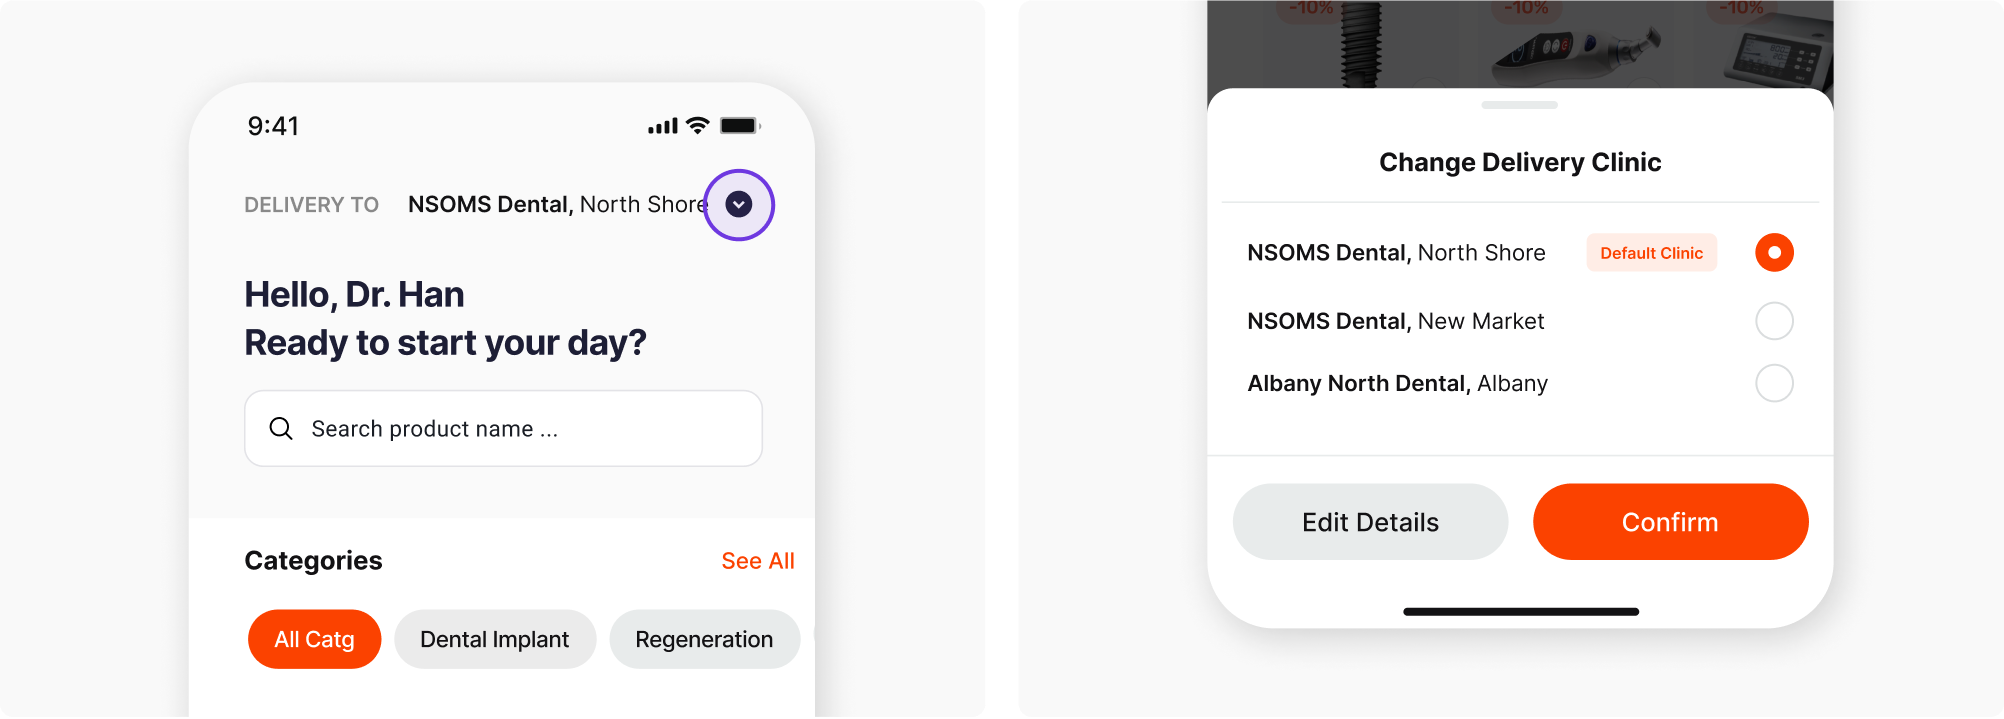 9:41
DELIVERY TO NSOMS Dental, North Shore
Hello, Dr. Han
Ready to start your day?
Search product name ...
Categories See All
All Catg Dental Implant Regeneration
-10% -10% -10%
Change Delivery Clinic
NSOMS Dental, North Shore Default Clinic
NSOMS Dental, New Market
Albany North Dental, Albany
Edit Details Confirm